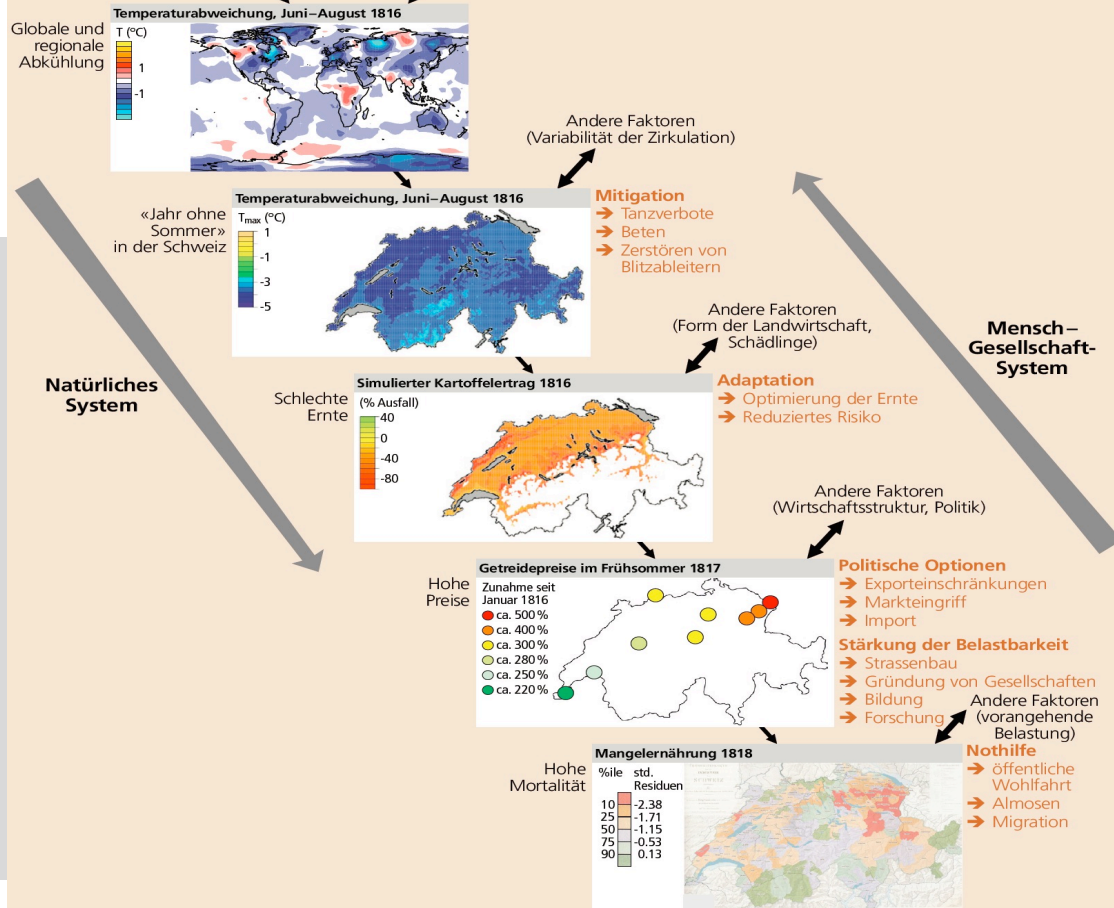 Temperaturabweichung, Juni–August 1816
Globale und
regionale
Abkühlung
T (ºC)
1
-1
Andere Faktoren
(Variabilität der Zirkulation)
Temperaturabweichung, Juni–August 1816
«Jahr ohne
Sommer»
in der Schweiz
Tmax (ºC)
1
-1
-3
-5
Mitigation
➔ Tanzverbote
➔ Beten
➔ Zerstören von
Blitzableitern
Andere Faktoren
(Form der Landwirtschaft,
Schädlinge)
Mensch–
Gesellschaft-
System
Natürliches
System
Simulierter Kartoffelertrag 1816
Schlechte
Ernte
(% Ausfall)
40
0
-40
-80
Adaptation
➔ Optimierung der Ernte
➔ Reduziertes Risiko
Andere Faktoren
(Wirtschaftsstruktur, Politik)
Getreidepreise im Frühsommer 1817
Hohe
Preise
Zunahme seit
Januar 1816
ca. 500 %
ca. 400 %
ca. 300 %
ca. 280 %
ca. 250 %
ca. 220 %
Politische Optionen
➔ Exporteinschränkungen
➔ Markteingriff
➔ Import
Stärkung der Belastbarkeit
➔ Strassenbau
➔ Gründung von Gesellschaften
➔ Bildung
➔ Forschung
Andere Faktoren
(vorangehende
Belastung)
Mangelernährung 1818
Hohe
Mortalität
%ile std.
Residuen
10 -2.38
25 -1.71
50 -1.15
75 -0.53
90 0.13
Nothilfe
➔ öffentliche
Wohlfahrt
➔ Almosen
➔ Migration